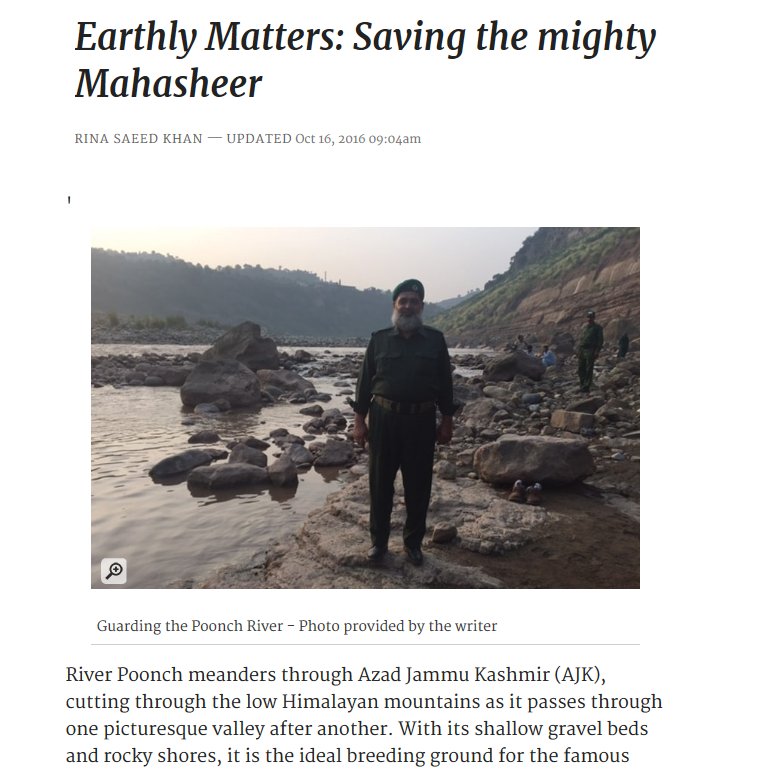 Earthly Matters: Saving the mighty
Mahasheer
RINA SAEED KHAN — UPDATED Oct 16, 2016 09:04am
'
Guarding the Poonch River – Photo provided by the writer
River Poonch meanders through Azad Jammu Kashmir (AJK),
cutting through the low Himalayan mountains as it passes through
one picturesque valley after another. With its shallow gravel beds
and rocky shores, it is the ideal breeding ground for the famous